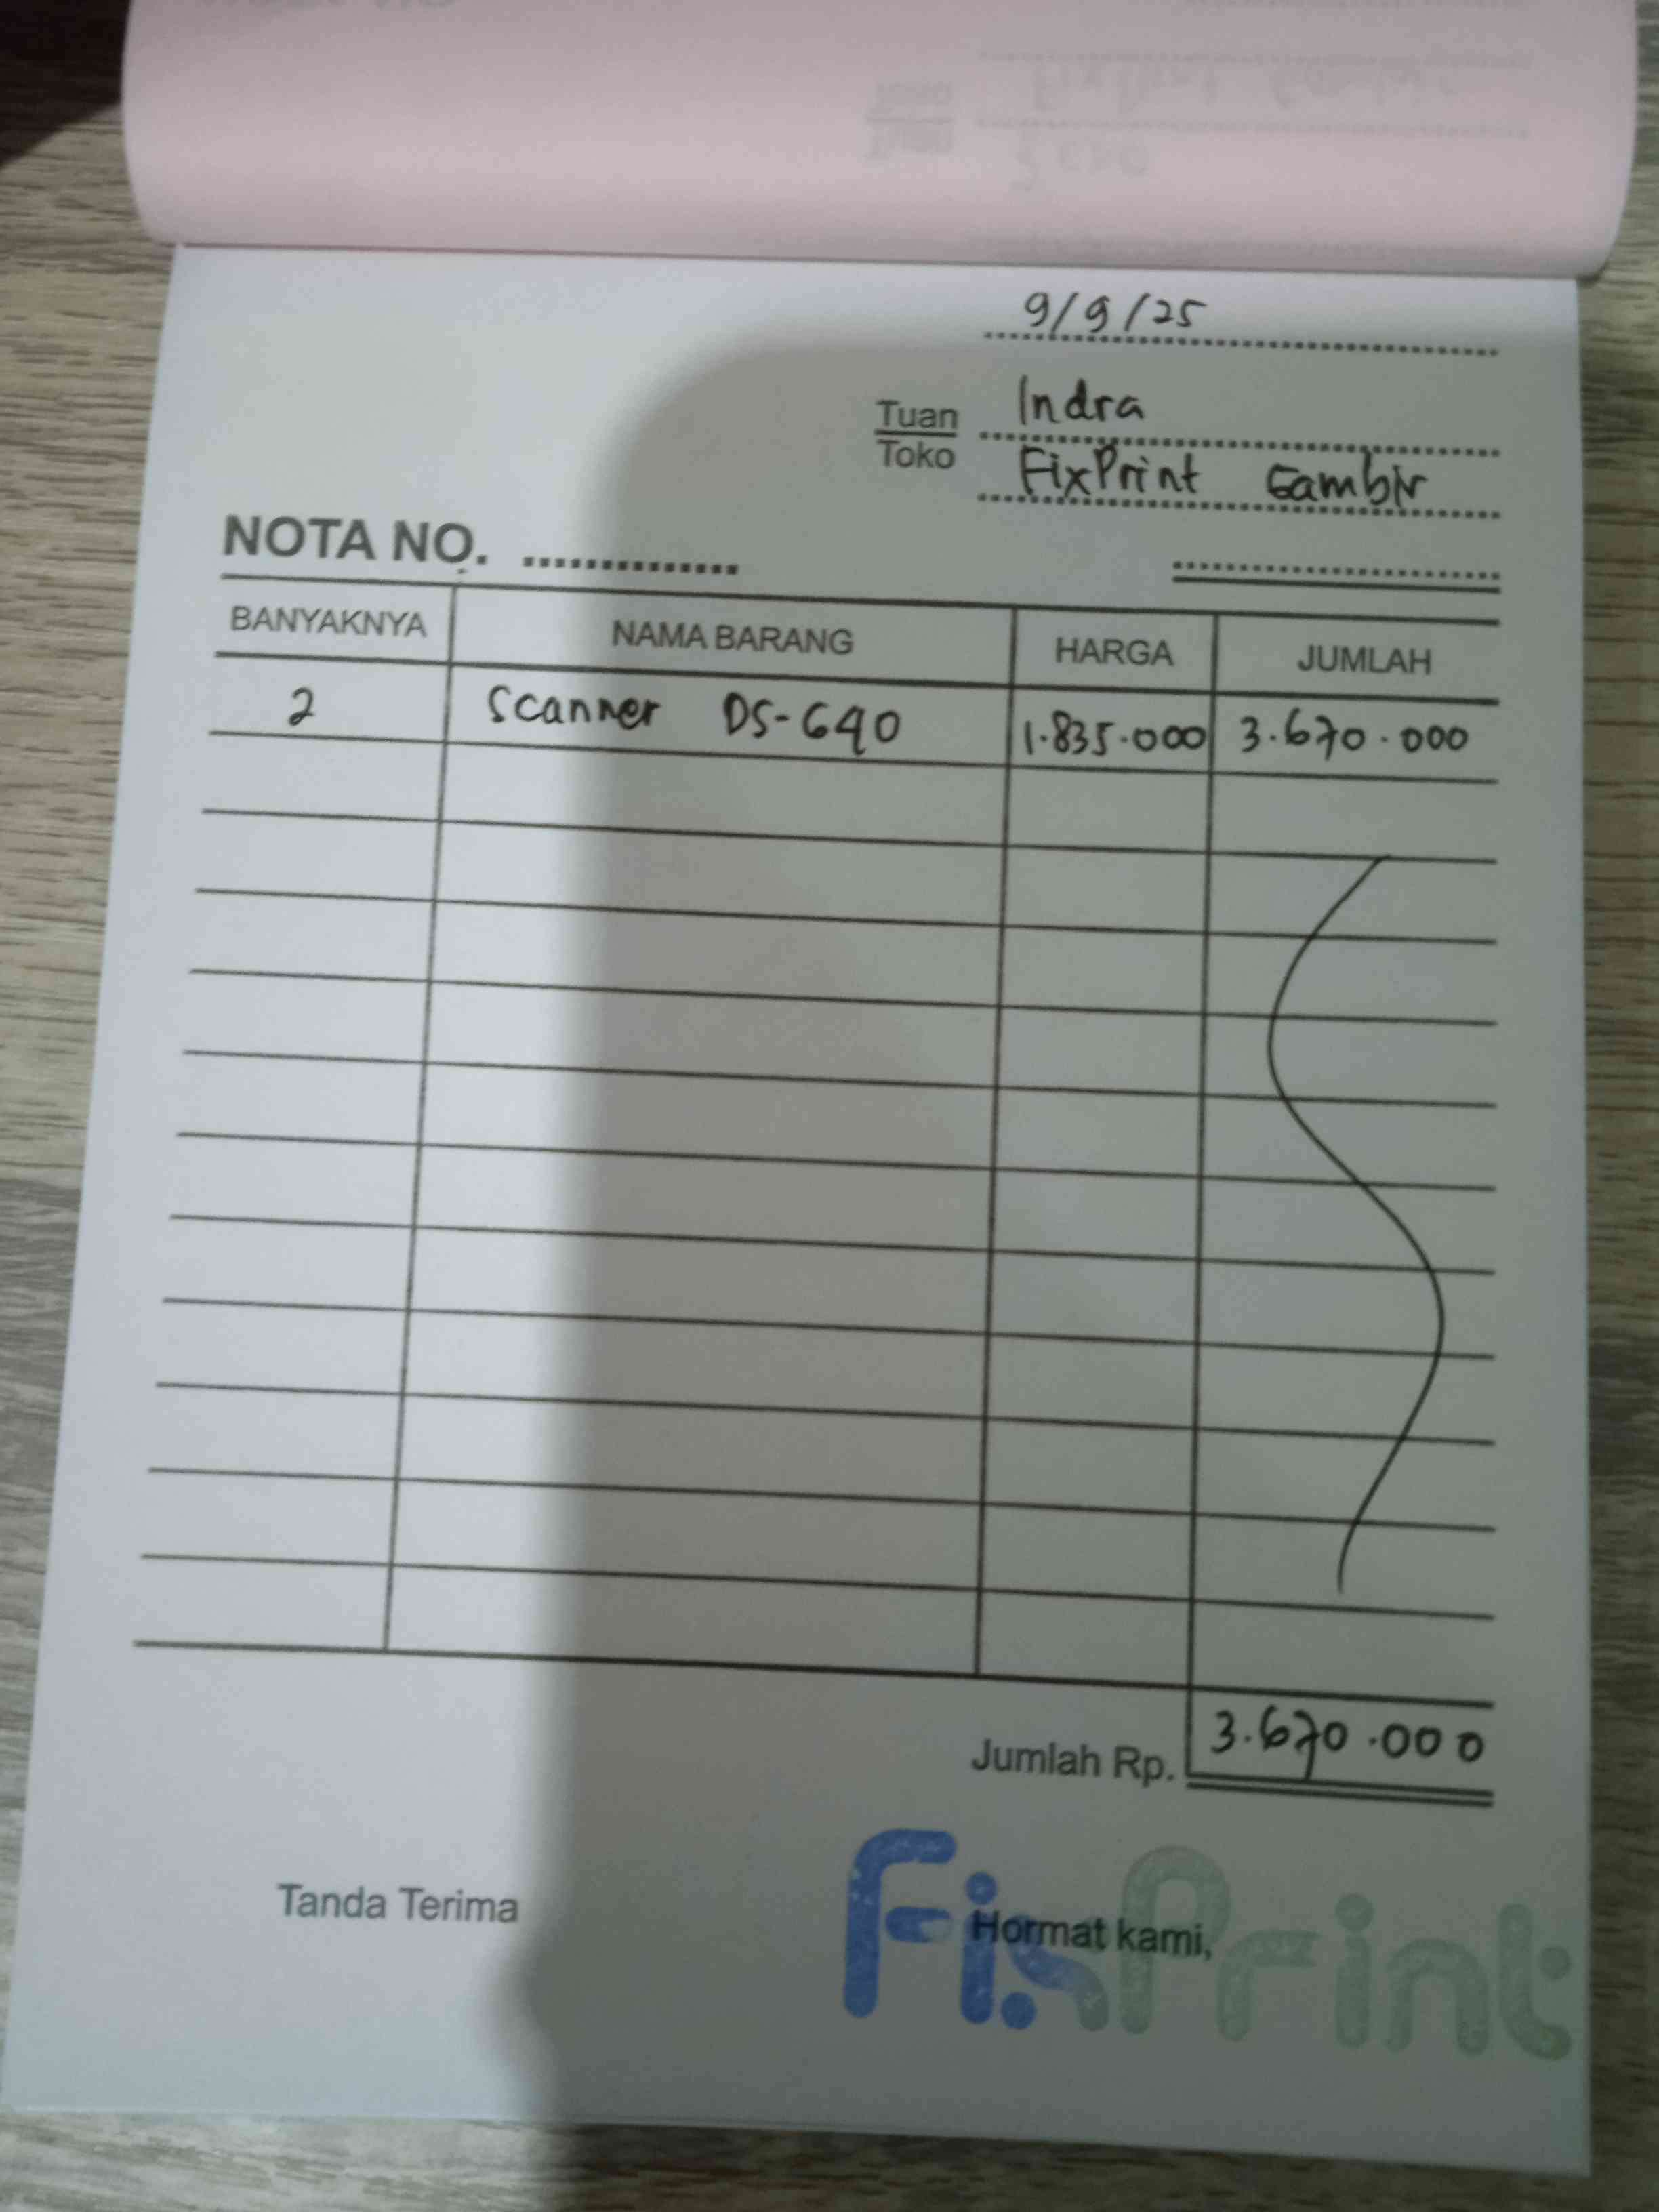 9/9/25
Tuan Indra
Toko FixPrint Gambir
NOTA NO. ..............
BANYAKNYA NAMA BARANG HARGA JUMLAH
2 Scanner DS-640 1.835.000 3.670.000
Jumlah Rp. 3.670.000
Tanda Terima Hormat kami,
FixPrint